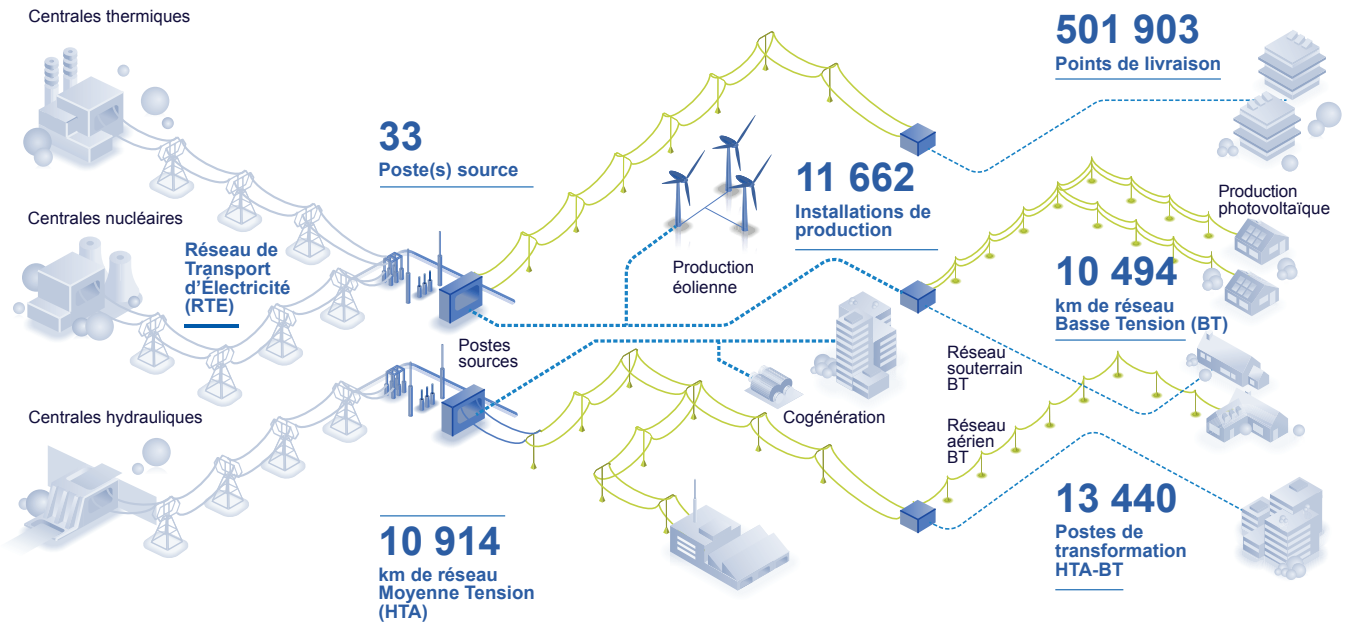 Centrales thermiques
501 903
Points de livraison
33
Poste(s) source
11 662
Installations de
production
Production
photovoltaïque
Centrales nucléaires
Réseau de
Transport
d'Électricité
(RTE)
Production
éolienne
10 494
km de réseau
Basse Tension (BT)
Postes
sources
Réseau
souterrain
BT
Centrales hydrauliques
Cogénération
Réseau
aérien
BT
13 440
Postes de
transformation
HTA-BT
10 914
km de réseau
Moyenne Tension
(HTA)